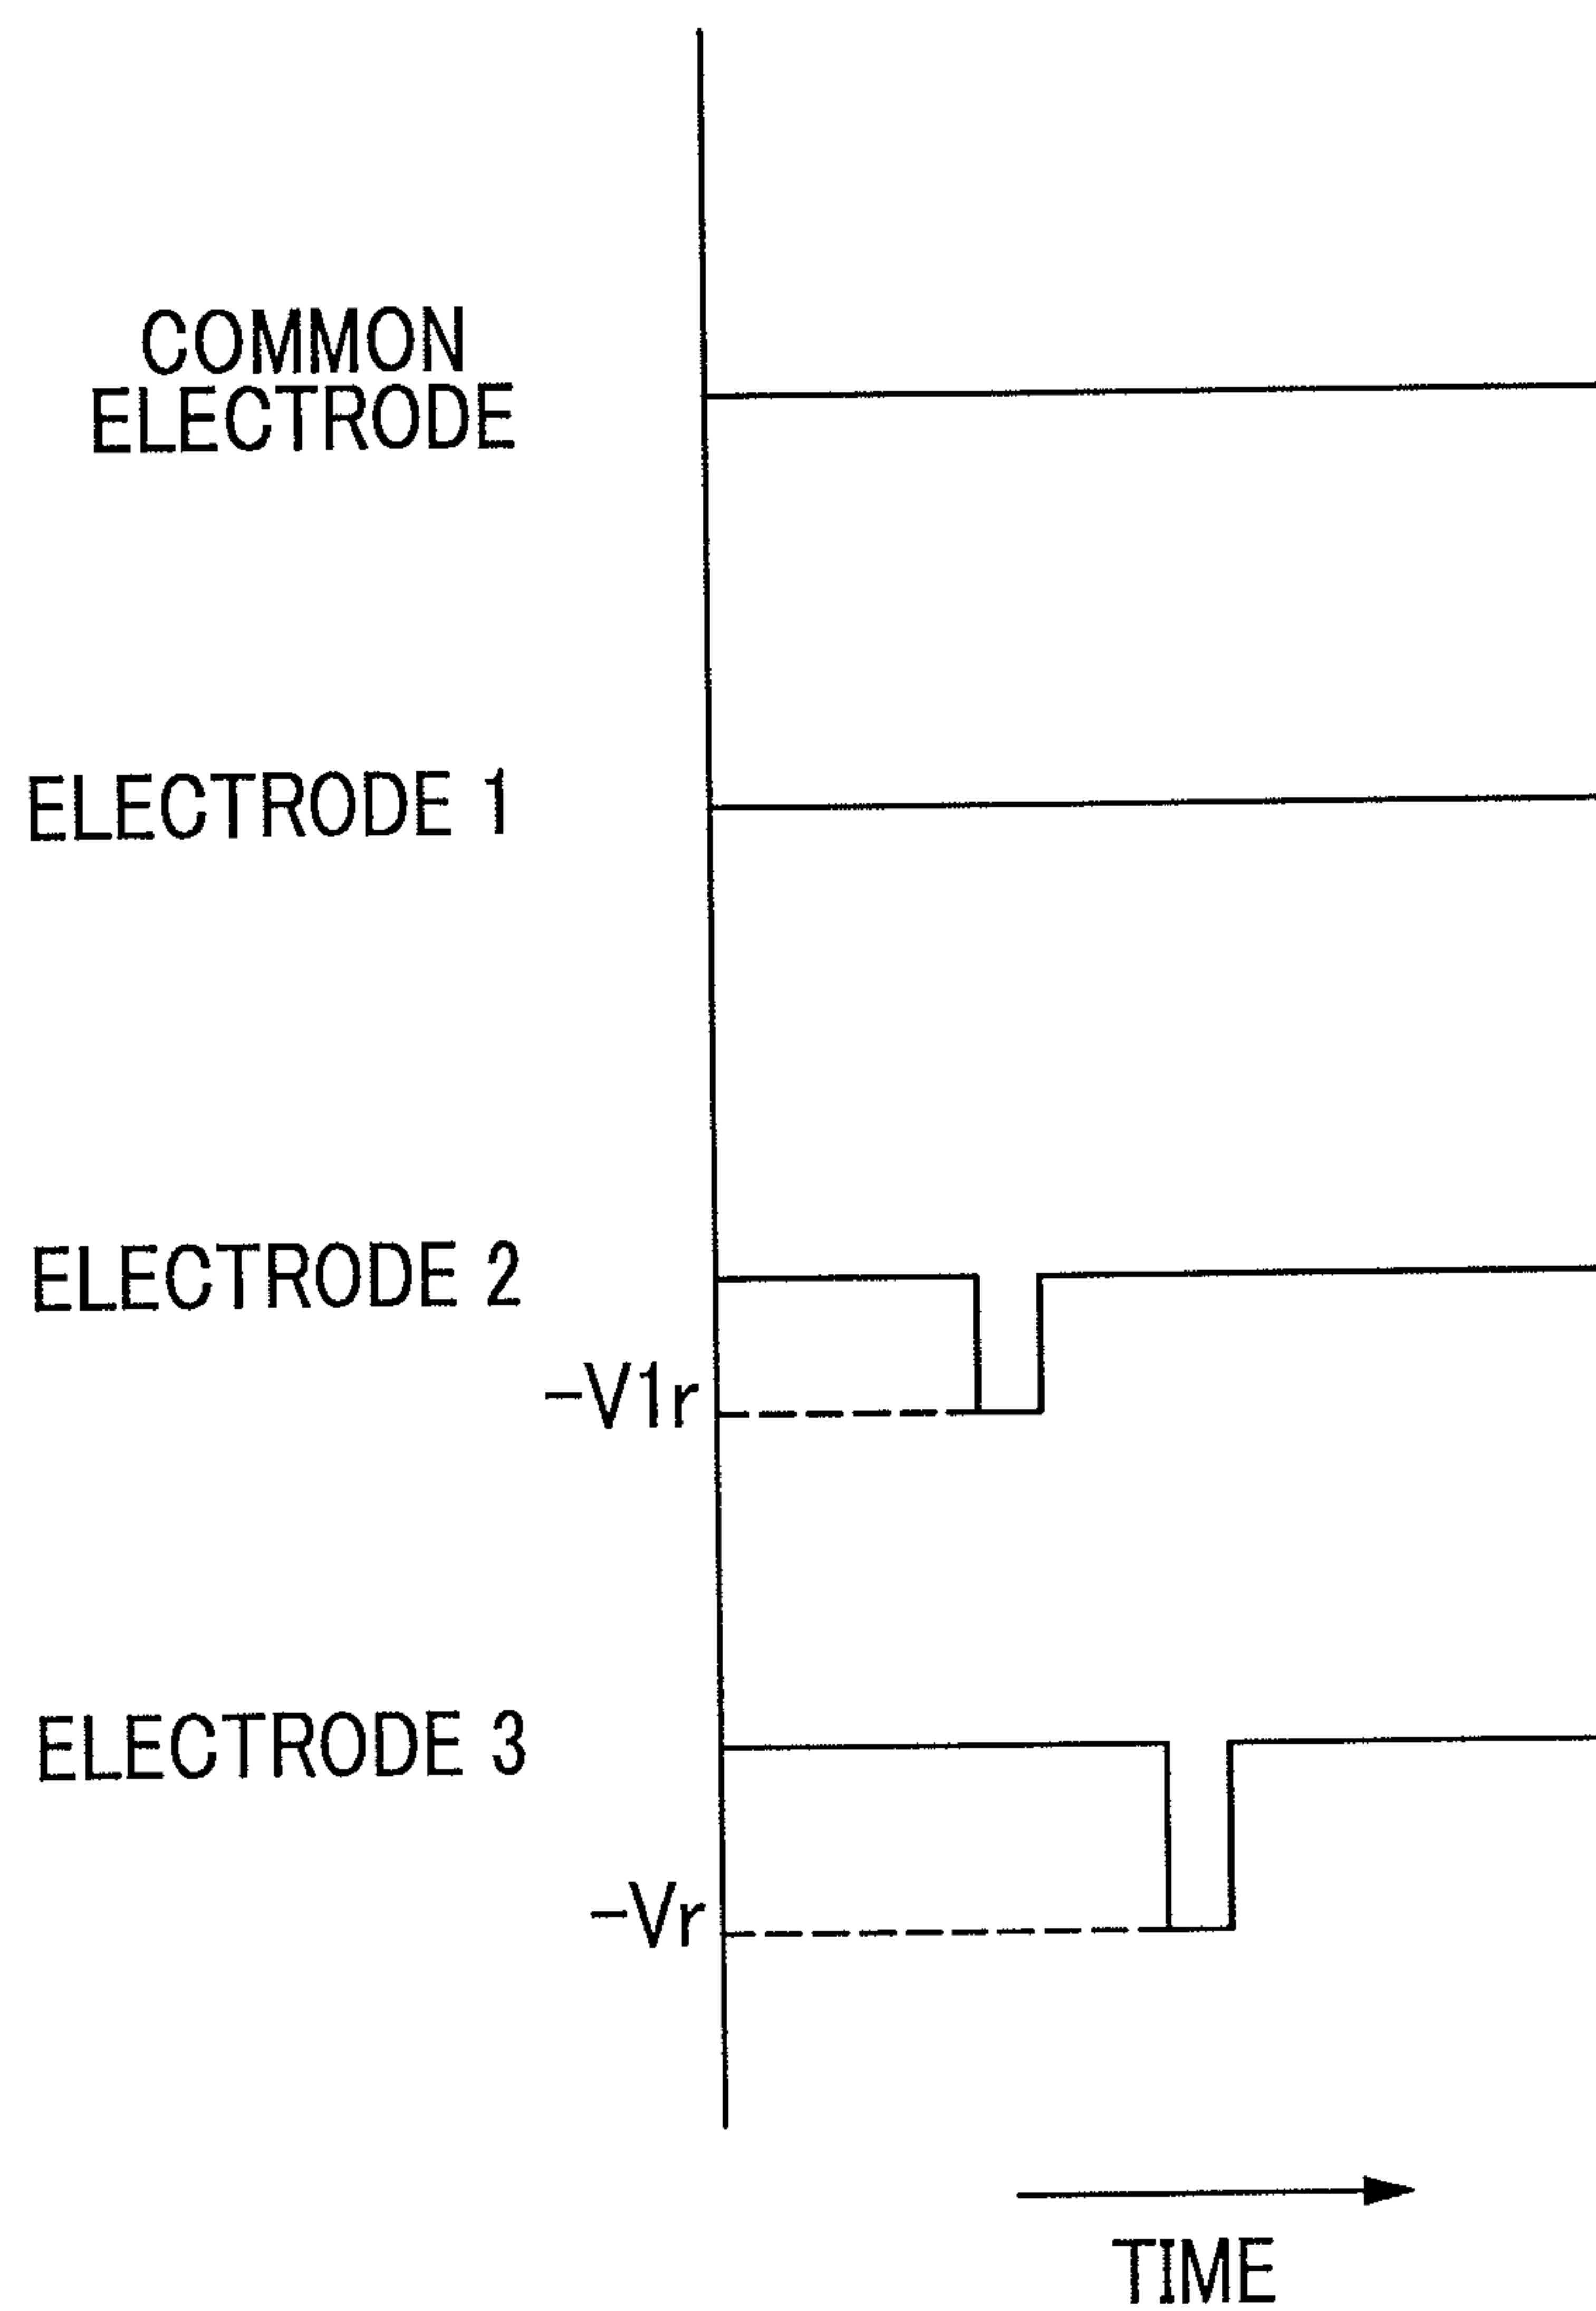 COMMON
ELECTRODE
ELECTRODE 1
ELECTRODE 2
-V1r
ELECTRODE 3
-Vr
TIME